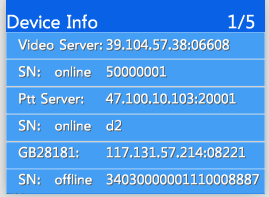 Device Info 1/5
Video Server: 39.104.57.38:06608
SN: online 50000001
Ptt Server: 47.100.10.103:20001
SN: online d2
GB28181: 117.131.57.214:08221
SN: offline 34030000001110008887